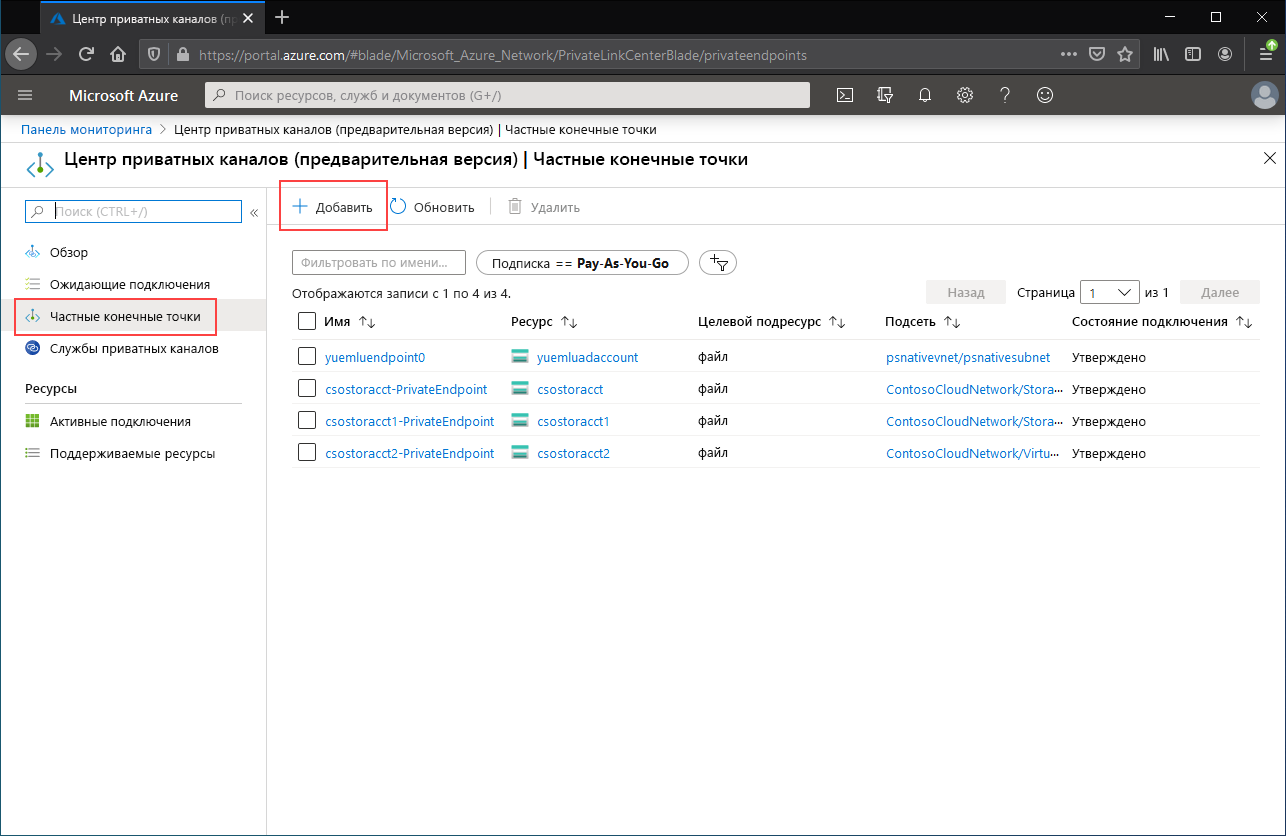 Центр приватных каналов (пр
https://portal.azure.com/#blade/Microsoft_Azure_Network/PrivateLinkCenterBlade/privateendpoints
Microsoft Azure
Поиск ресурсов, служб и документов (G+/)
Панель мониторинга > Центр приватных каналов (предварительная версия) | Частные конечные точки
Центр приватных каналов (предварительная версия) | Частные конечные точки
Поиск (CTRL+/)
«
Обзор
Ожидающие подключения
Частные конечные точки
Службы приватных каналов
Ресурсы
Активные подключения
Поддерживаемые ресурсы
Добавить Обновить Удалить
Фильтровать по имени... Подписка == Pay-As-You-Go
Отображаются записи с 1 по 4 из 4. Назад Страница 1 из 1 Далее
Имя Ресурс Целевой подресурс Подсеть Состояние подключения
yuemluendpoint0 yuemluadaccount файл psnativevnet/psnativesubnet Утверждено
csostoracct-PrivateEndpoint csostoracct файл ContosoCloudNetwork/Stora... Утверждено
csostoracct1-PrivateEndpoint csostoracct1 файл ContosoCloudNetwork/Stora... Утверждено
csostoracct2-PrivateEndpoint csostoracct2 файл ContosoCloudNetwork/Virtu... Утверждено